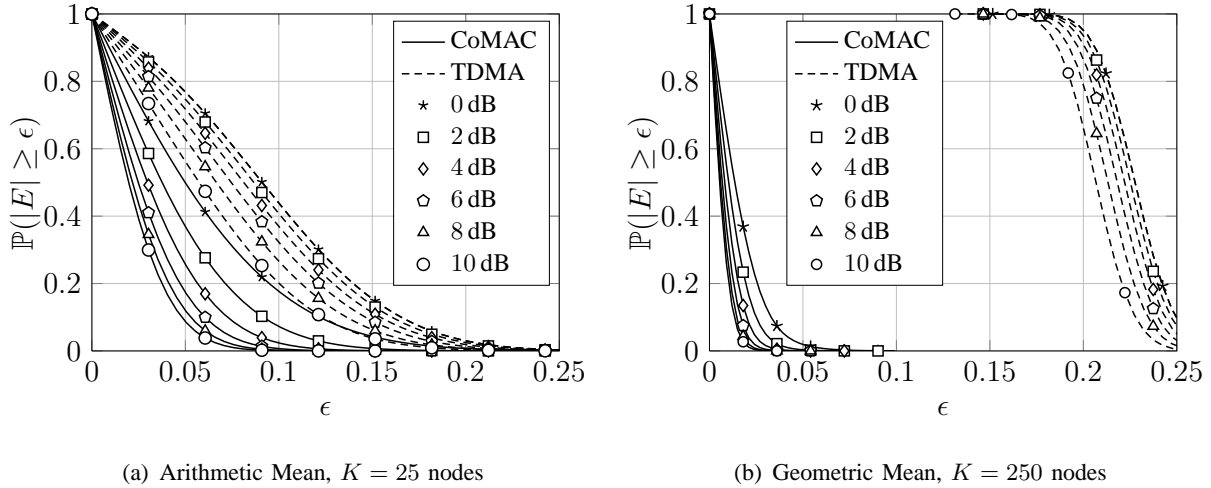 1
0.8
0.6
0.4
0.2
0
0
0.05
0.1
0.15
0.2
0.25
ℙ(|E| ≥ ϵ)
ϵ
CoMAC
TDMA
0 dB
2 dB
4 dB
6 dB
8 dB
10 dB
(a) Arithmetic Mean, K = 25 nodes
1
0.8
0.6
0.4
0.2
0
0
0.05
0.1
0.15
0.2
0.25
ℙ(|E| ≥ ϵ)
ϵ
CoMAC
TDMA
0 dB
2 dB
4 dB
6 dB
8 dB
10 dB
(b) Geometric Mean, K = 250 nodes